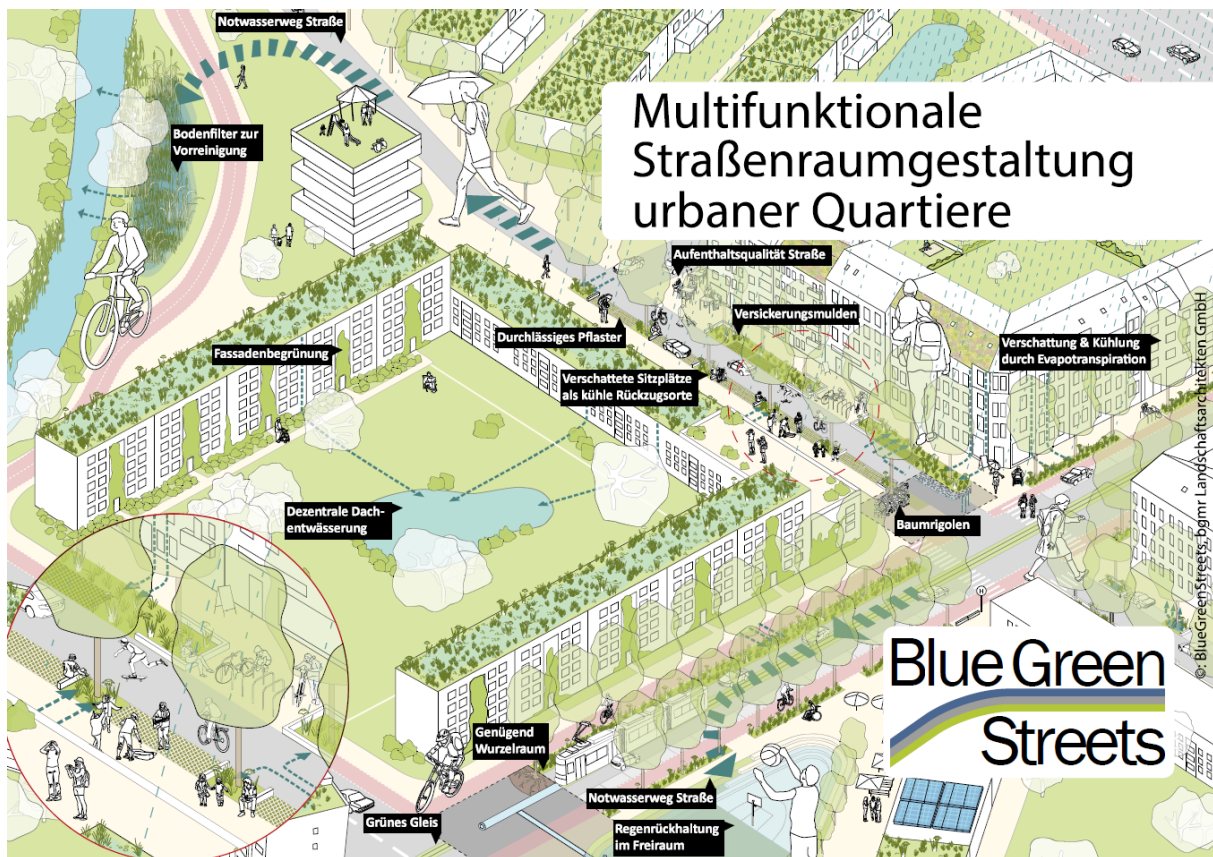 Notwasserweg Straße
Multifunktionale
Straßenraumgestaltung
urbaner Quartiere
Bodenfilter zur
Vorreinigung
Aufenthaltsqualität Straße
Versickerungsmulden
Durchlässiges Pflaster
Verschattung & Kühlung
durch Evapotranspiration
Fassadenbegrünung
Verschattete Sitzplätze
als kühle Rückzugsorte
Dezentrale Dach-
entwässerung
Baumrigolen
H
Blue Green
Streets
Genügend
Wurzelraum
Notwasserweg Straße
Grünes Gleis
Regenrückhaltung
im Freiraum
©: BlueGreenStreets, bgmr Landschaftsarchitekten GmbH